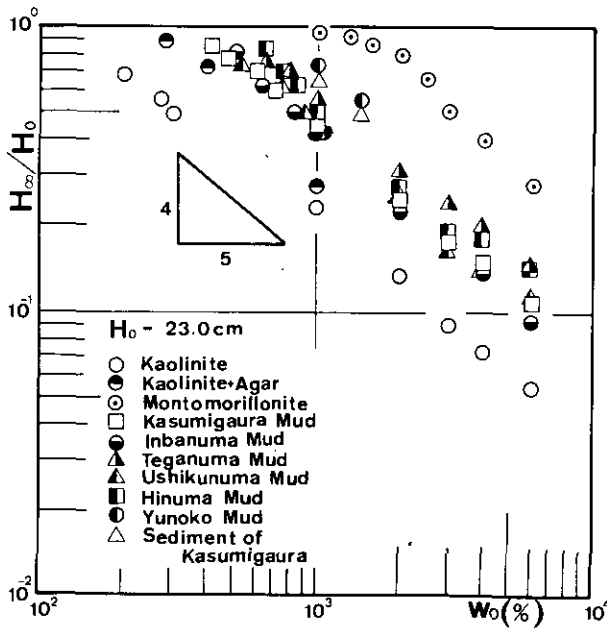 10⁰
H∞/H₀
4
5
10⁻¹
H₀ - 23.0cm
Kaolinite
Kaolinite+Agar
Montomorillonite
Kasumigaura Mud
Inbanuma Mud
Teganuma Mud
Ushikunuma Mud
Hinuma Mud
Yunoko Mud
Sediment of
Kasumigaura
10⁻²
10²
10³
W₀(%)
10⁴